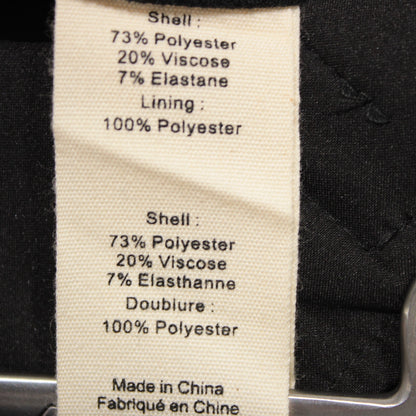 Shell :
73% Polyester
20% Viscose
7% Elastane
Lining :
100% Polyester
Shell :
73% Polyester
20% Viscose
7% Elasthanne
Doublure :
100% Polyester
Made in China
Fabriqué en Chine